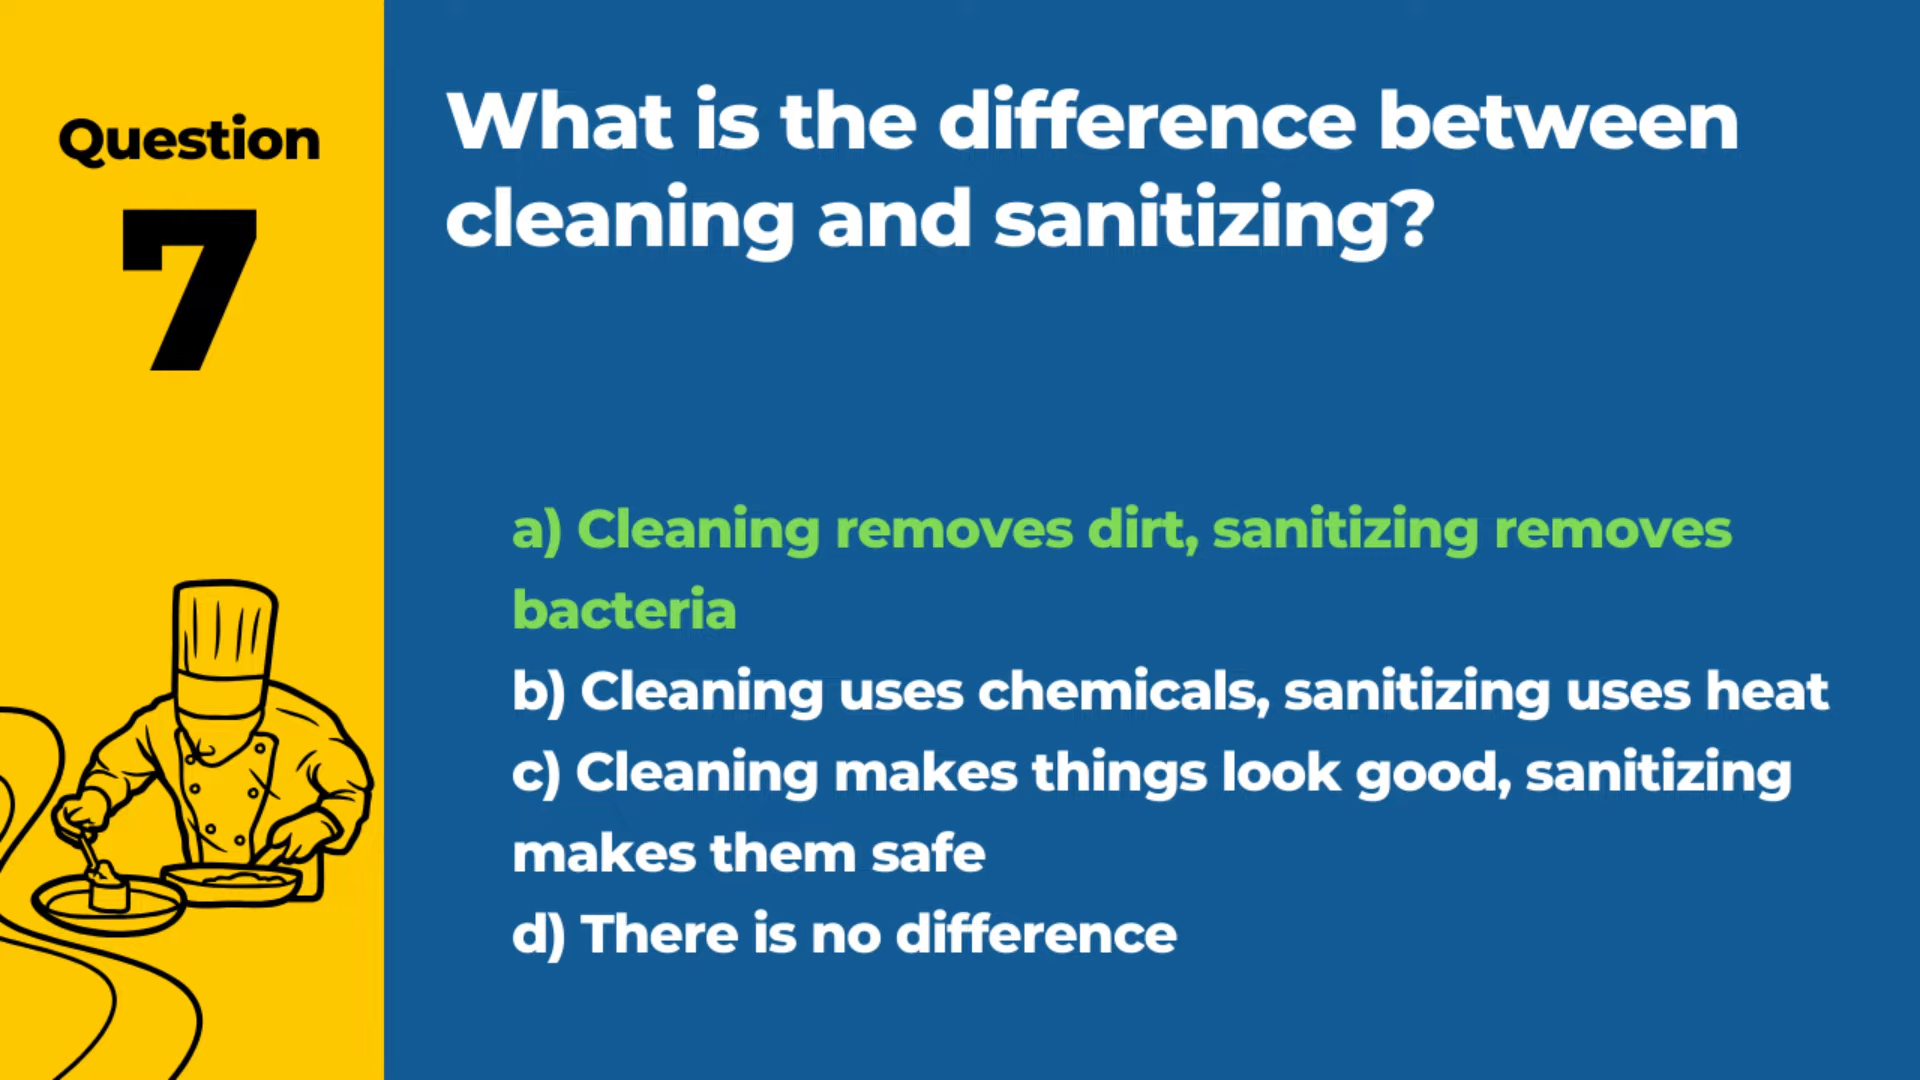 Question
7
What is the difference between
cleaning and sanitizing?
a) Cleaning removes dirt, sanitizing removes
bacteria
b) Cleaning uses chemicals, sanitizing uses heat
c) Cleaning makes things look good, sanitizing
makes them safe
d) There is no difference